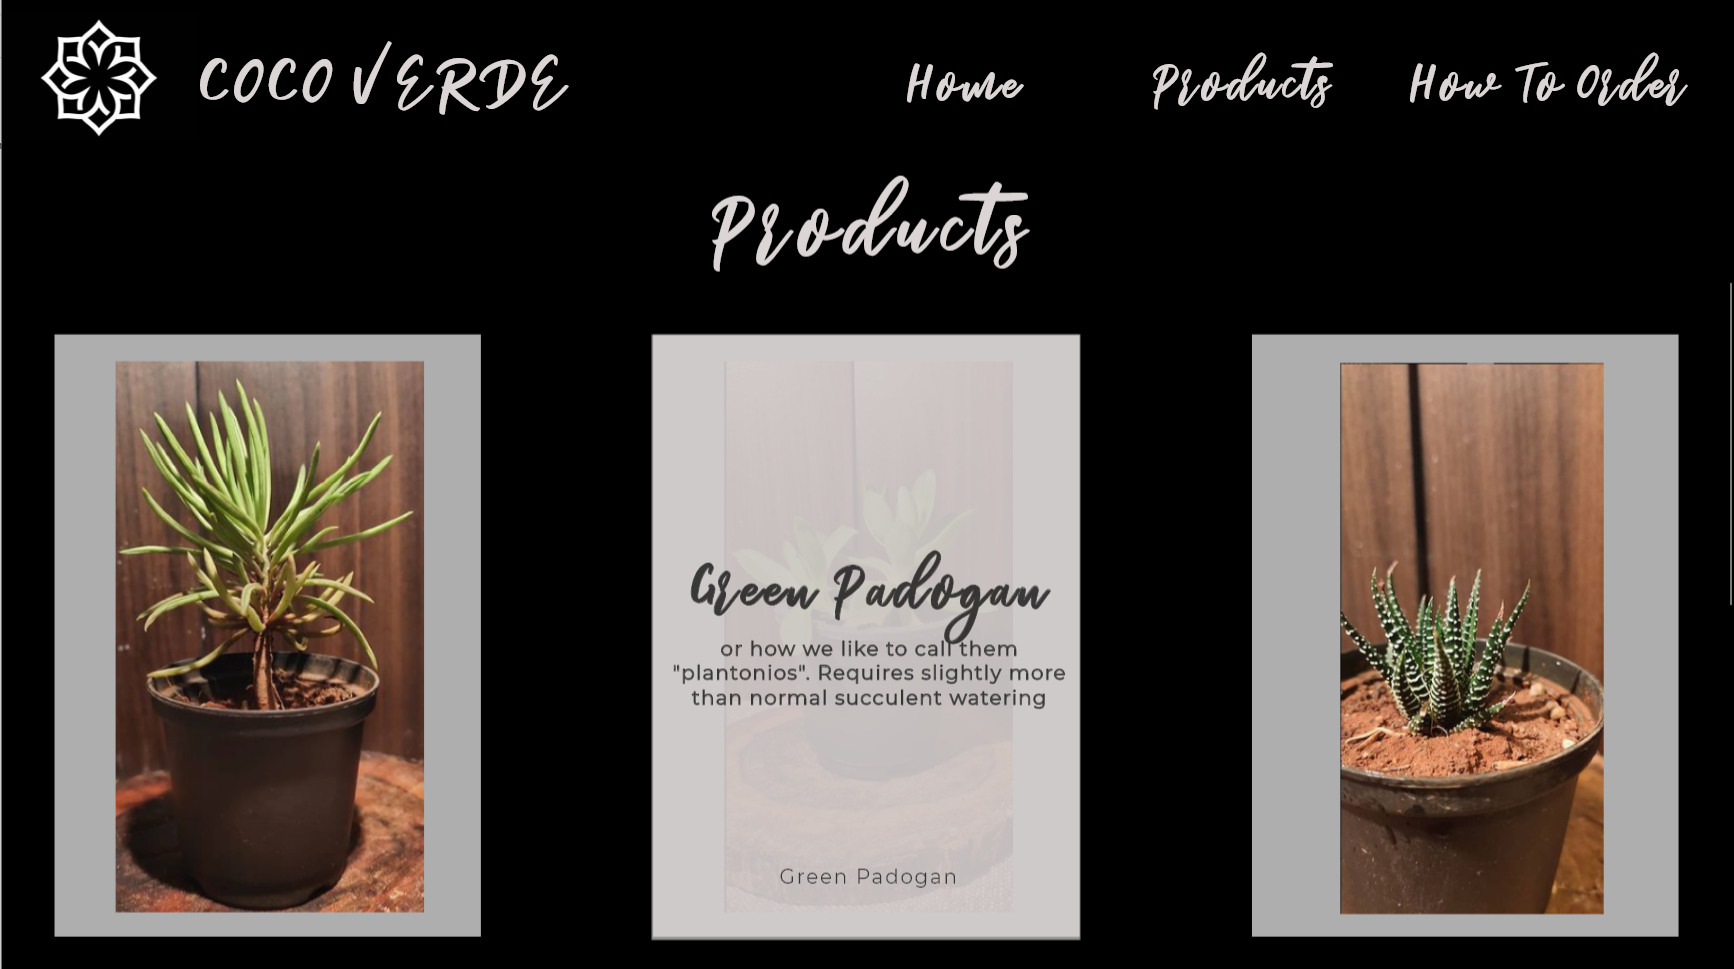 COCO VERDE
Home
Products
How To Order
Products
Green Padogan
or how we like to call them
"plantonios". Requires slightly more
than normal succulent watering
Green Padogan